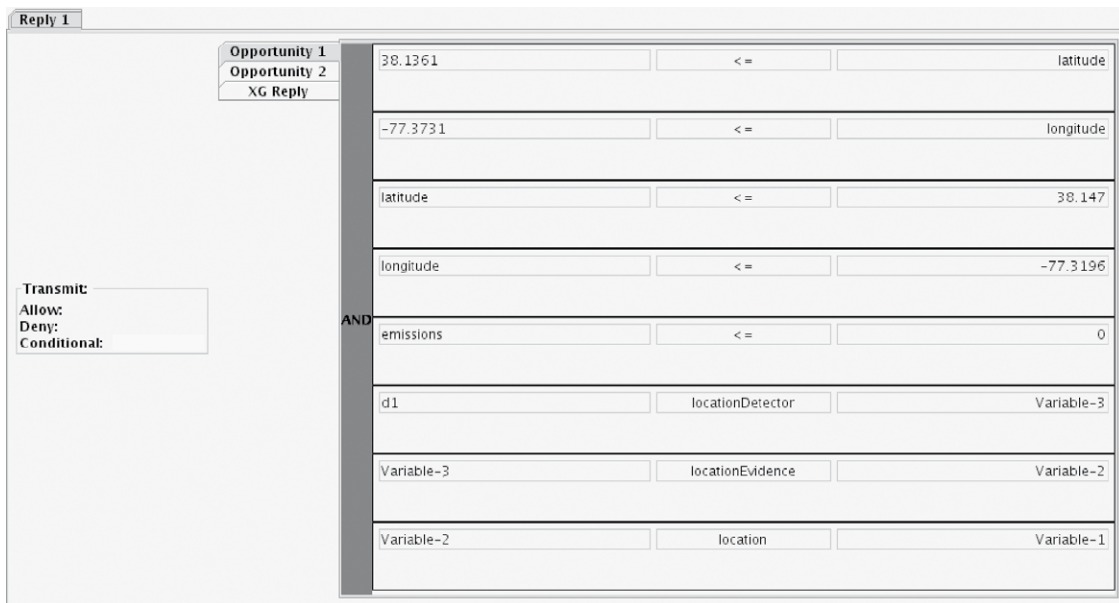 Reply 1
Opportunity 1
Opportunity 2
XG Reply
Transmit:
Allow:
Deny:
Conditional:
AND
38.1361 <= latitude
-77.3731 <= longitude
latitude <= 38.147
longitude <= -77.3196
emissions <= 0
d1 locationDetector Variable-3
Variable-3 locationEvidence Variable-2
Variable-2 location Variable-1